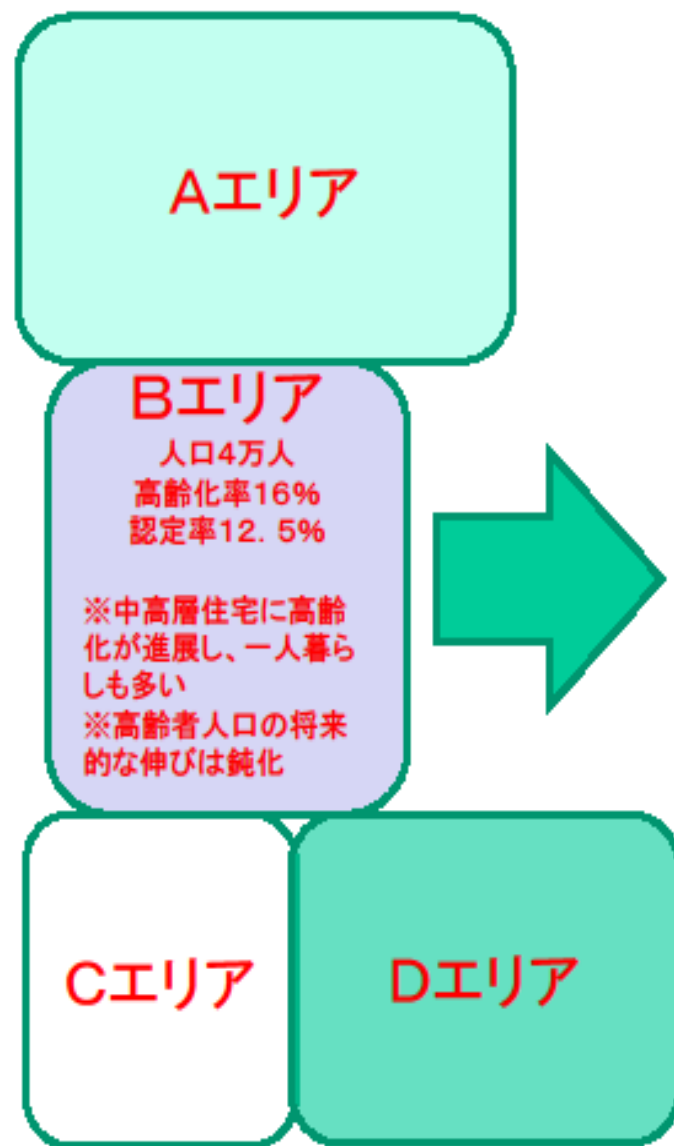 Aエリア
Bエリア
人口4万人
高齢化率16%
認定率12．5%
※中高層住宅に高齢
化が進展し、一人暮ら
しも多い
※高齢者人口の将来
的な伸びは鈍化
Cエリア
Dエリア